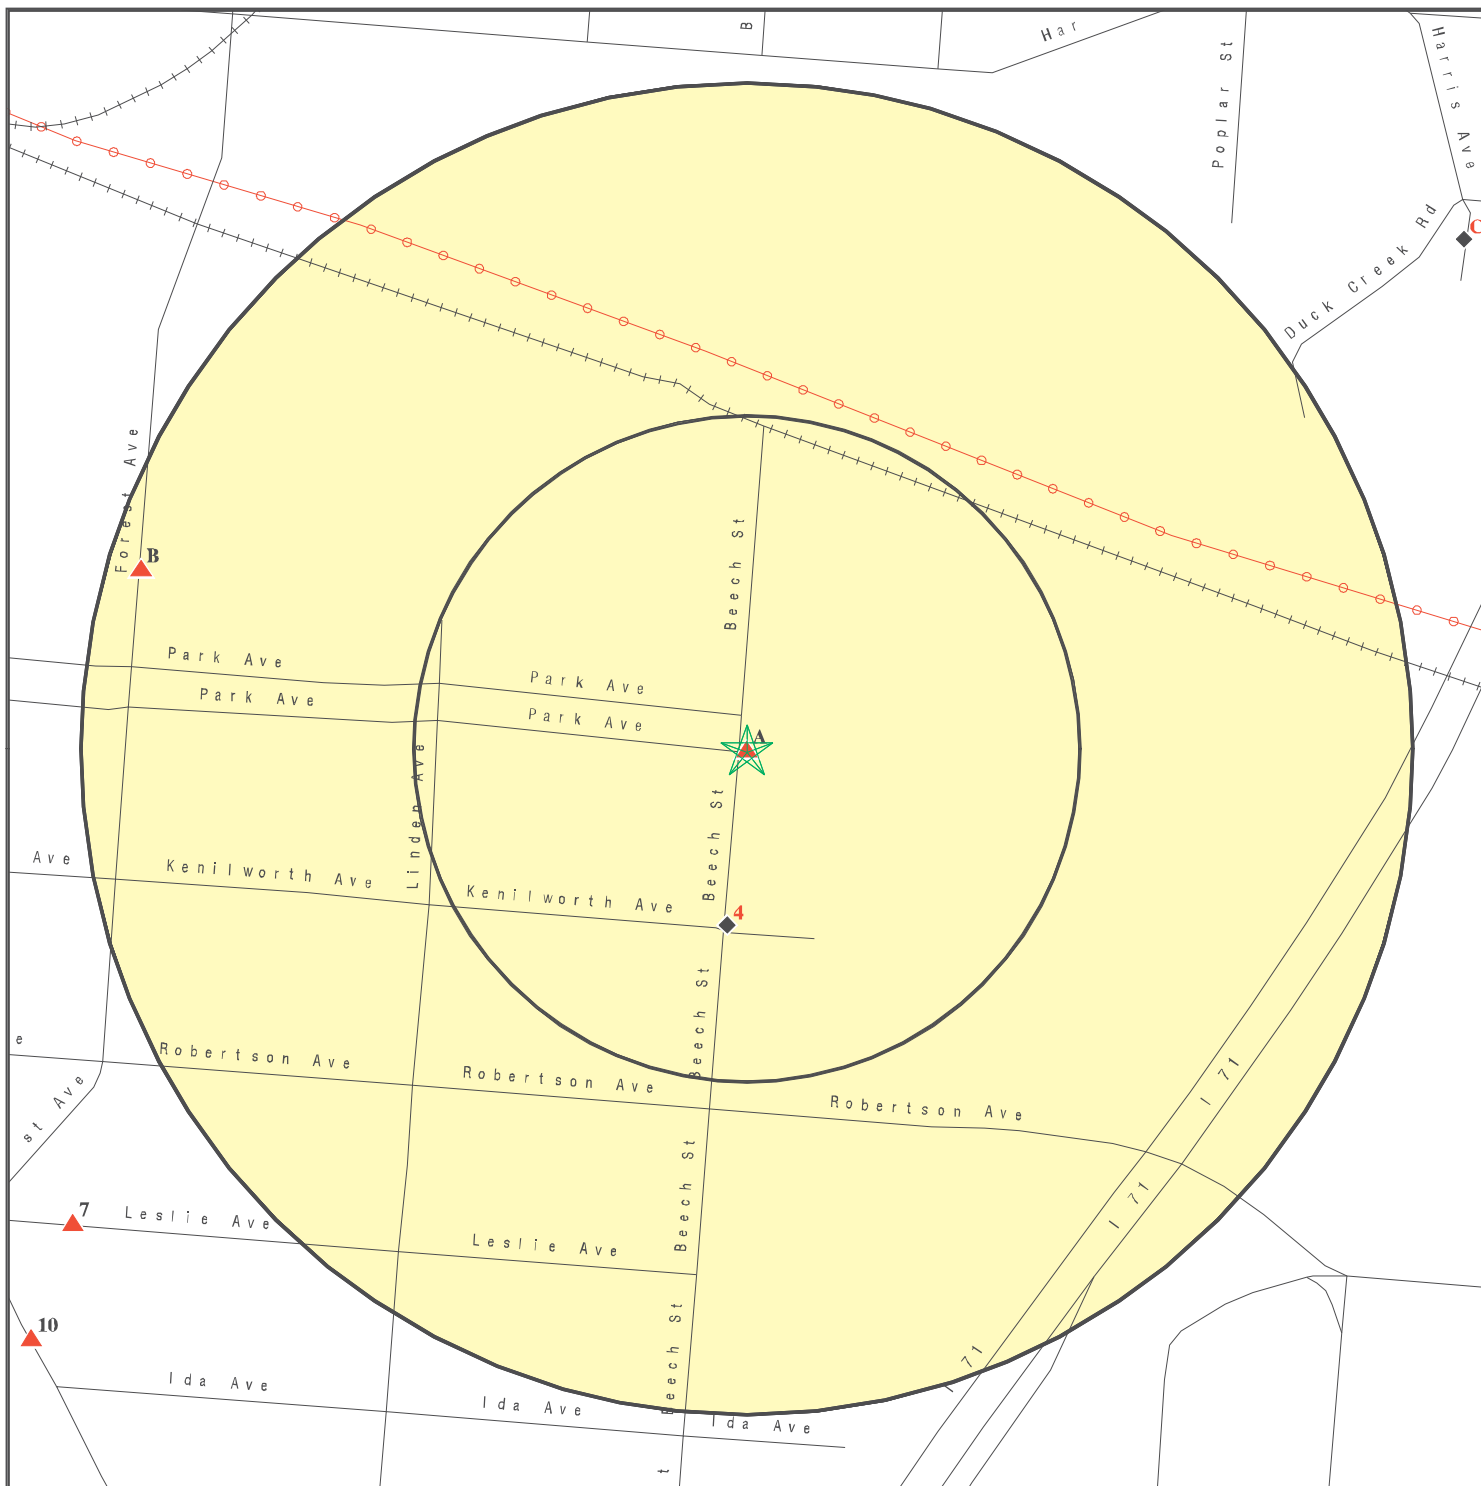 B
Har
Harris Ave
Poplar St
Duck Creek Rd
C
Forest Ave
B
Beech St
Park Ave
Park Ave
Park Ave
Park Ave
A
Linden Ave
Beech St
Ave
Kenilworth Ave
Kenilworth Ave
4
Beech St
e
Robertson Ave
Robertson Ave
Robertson Ave
I 71
st Ave
Beech St
I 71
7
Leslie Ave
Leslie Ave
10
Beech St
I 71
Ida Ave
Ida Ave
Ida Ave
t